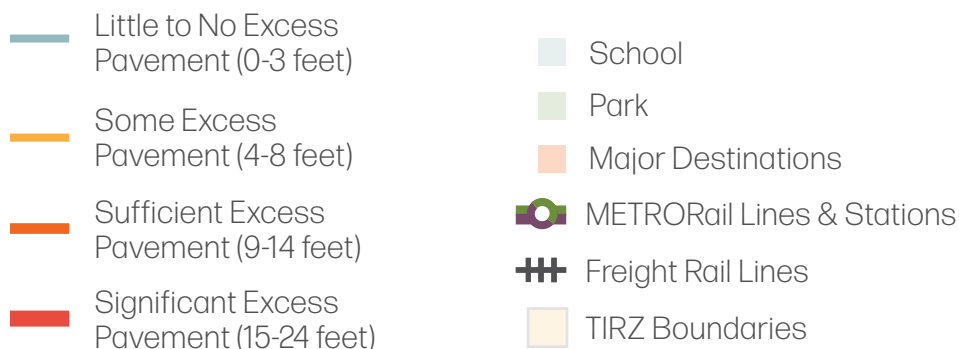 Little to No Excess
Pavement (0-3 feet)
Some Excess
Pavement (4-8 feet)
Sufficient Excess
Pavement (9-14 feet)
Significant Excess
Pavement (15-24 feet)
School
Park
Major Destinations
METRORail Lines & Stations
Freight Rail Lines
TIRZ Boundaries